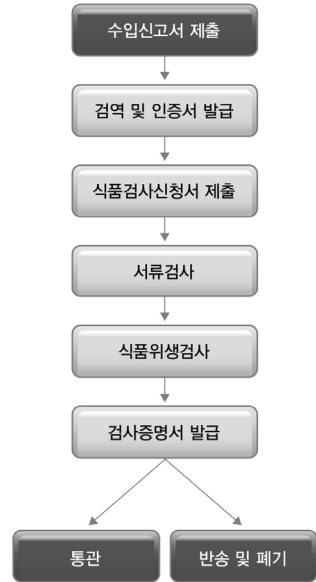 수입신고서 제출
검역 및 인증서 발급
식품검사신청서 제출
서류검사
식품위생검사
검사증명서 발급
통관
반송 및 폐기